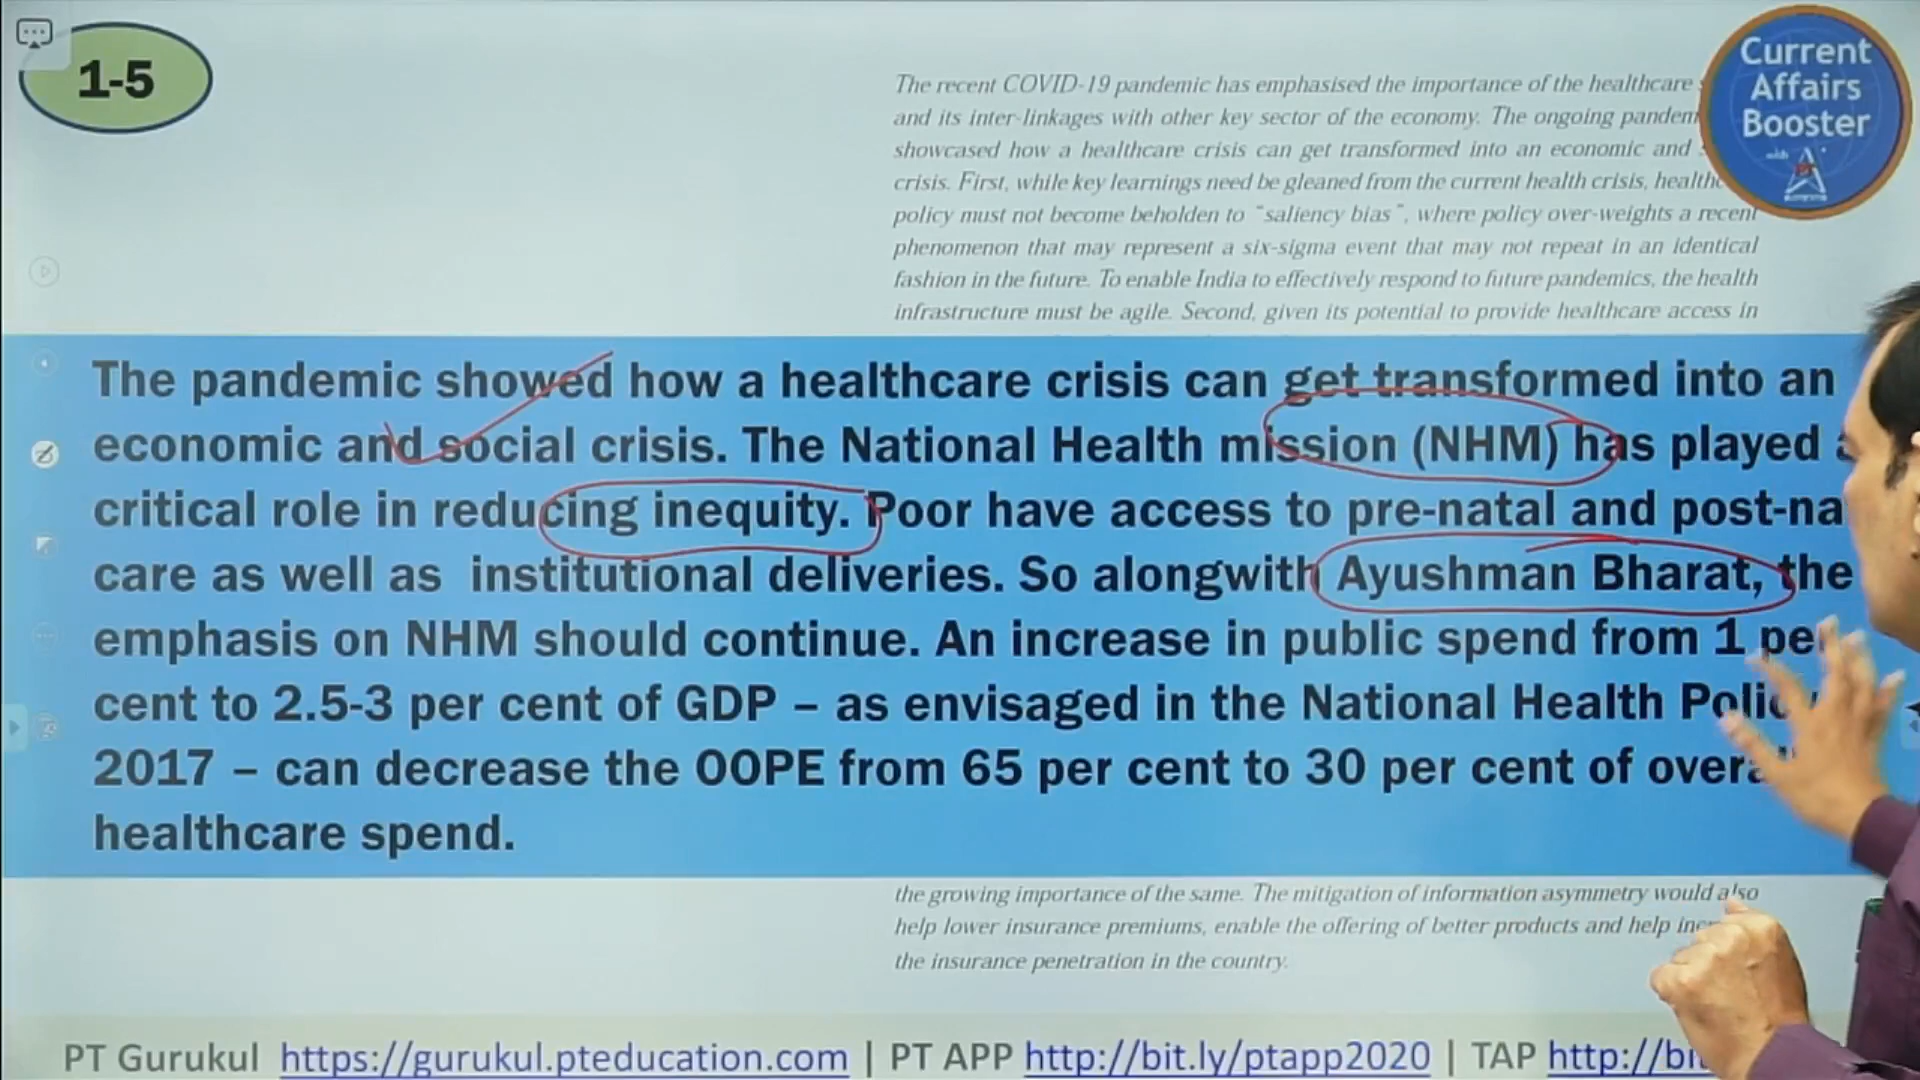 1-5
Current
Affairs
Booster
with
The recent COVID-19 pandemic has emphasised the importance of the healthcare
and its inter-linkages with other key sector of the economy. The ongoing
showcased how a healthcare crisis can get transformed into an economic and
crisis. First, while key learnings need be gleaned from the current health crisis,
policy must not become beholden to "saliency bias", where policy over-weights a recent
phenomenon that may represent a six-sigma event that may not repeat in an identical
fashion in the future. To enable India to effectively respond to future pandemics, the health
infrastructure must be agile. Second, given its potential to provide healthcare access in
The pandemic showed how a healthcare crisis can get transformed into an
economic and social crisis. The National Health mission (NHM) has played
critical role in reducing inequity. Poor have access to pre-natal and
care as well as institutional deliveries. So alongwith Ayushman Bharat, the
emphasis on NHM should continue. An increase in public spend from 1
cent to 2.5-3 per cent of GDP – as envisaged in the National Health
2017 – can decrease the OOPE from 65 per cent to 30 per cent of
healthcare spend.
the growing importance of the same. The mitigation of information asymmetry would also
help lower insurance premiums, enable the offering of better products and help
the insurance penetration in the country.
PT Gurukul https://gurukul.pteducation.com | PT APP http://bit.ly/ptapp2020 | TAP